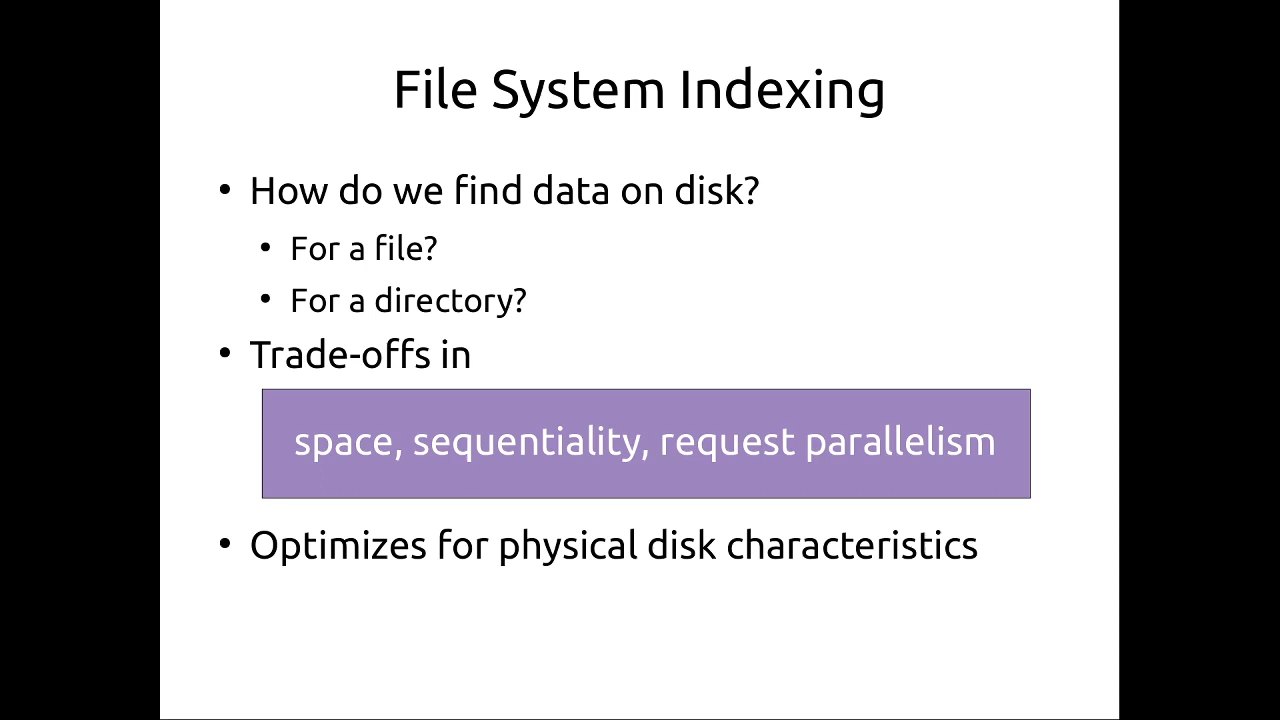 File System Indexing
• How do we find data on disk?
• For a file?
• For a directory?
• Trade-offs in
space, sequentiality, request parallelism
• Optimizes for physical disk characteristics